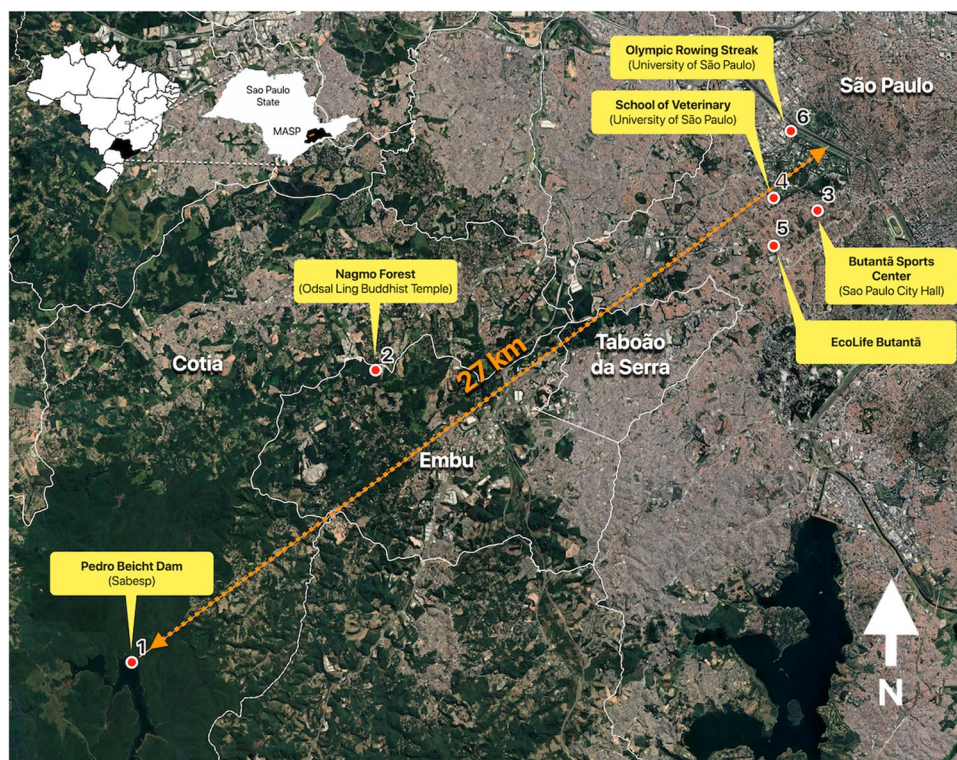 Olympic Rowing Streak
(University of São Paulo)
São Paulo
Sao Paulo
State
MASP
School of Veterinary
(University of São Paulo)
6
4
3
5
Butantã Sports
Center
(Sao Paulo City Hall)
Nagmo Forest
(Odsal Ling Buddhist Temple)
EcoLife Butantã
Cotia
2
27 km
Taboão
da Serra
Embu
Pedro Beicht Dam
(Sabesp)
1
N